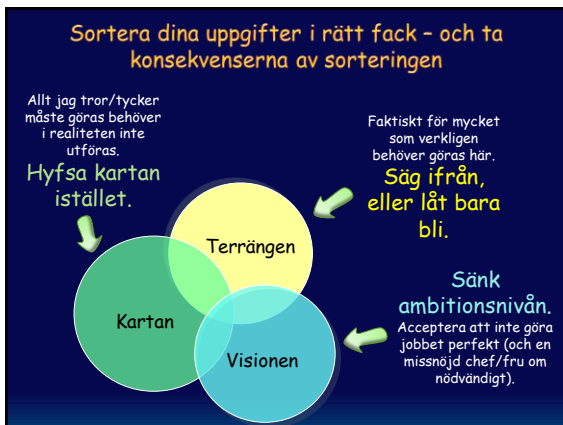 Sortera dina uppgifter i rätt fack – och ta
konsekvenserna av sorteringen
Allt jag tror/tycker
måste göras behöver
i realiteten inte
utföras.
Hyfsa kartan
istället.
Faktiskt för mycket
som verkligen
behöver göras här.
Säg ifrån,
eller låt bara
bli.
Terrängen
Kartan
Visionen
Sänk
ambitionsnivån.
Acceptera att inte göra
jobbet perfekt (och en
missnöjd chef/fru om
nödvändigt).